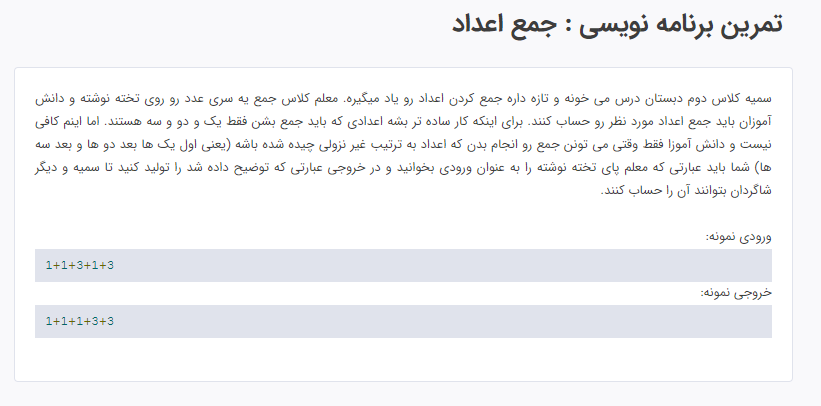 تمرین برنامه نویسی : جمع اعداد
سمیه کلاس دوم دبستان درس می خونه و تازه داره جمع کردن اعداد رو یاد میگیره. معلم کلاس جمع یه سری عدد رو روی تخته نوشته و دانش
آموزان باید جمع اعداد مورد نظر رو حساب کنند. برای اینکه کار ساده تر بشه اعدادی که باید جمع بشن فقط یک و دو و سه هستند. اما اینم کافی
نیست و دانش آموزا فقط وقتی می تونن جمع رو انجام بدن که اعداد به ترتیب غیر نزولی چیده شده باشه (یعنی اول یک ها بعد دو ها و بعد سه
ها) شما باید عبارتی که معلم پای تخته نوشته را به عنوان ورودی بخوانید و در خروجی عبارتی که توضیح داده شد را تولید کنید تا سمیه و دیگر
شاگردان بتوانند آن را حساب کنند.
ورودی نمونه:
1+1+3+1+3
خروجی نمونه:
1+1+1+3+3